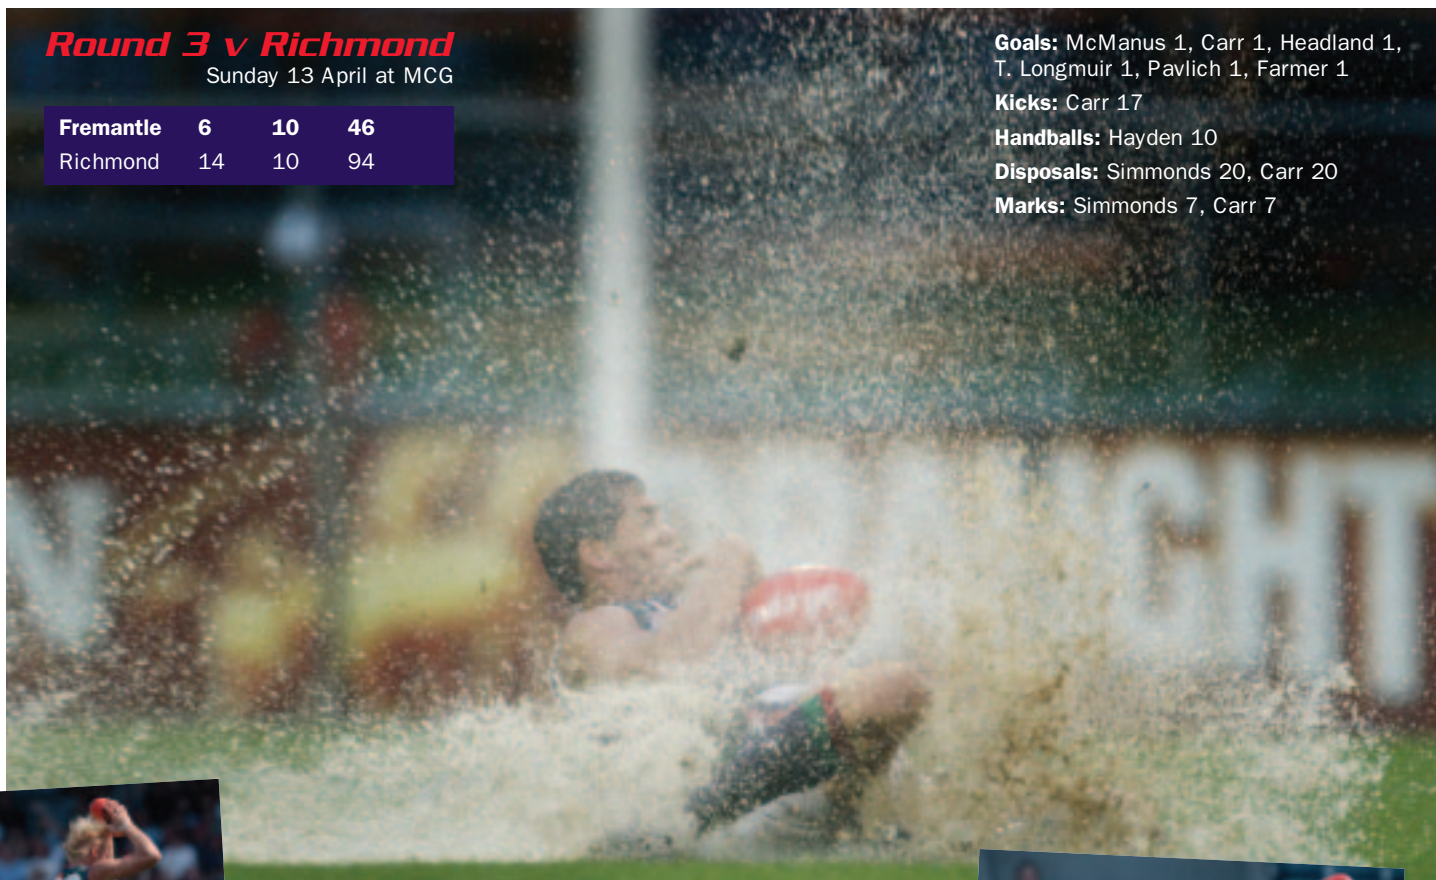 Round 3 v Richmond
Sunday 13 April at MCG
Fremantle 6 10 46
Richmond 14 10 94
Goals: McManus 1, Carr 1, Headland 1,
T. Longmuir 1, Pavlich 1, Farmer 1
Kicks: Carr 17
Handballs: Hayden 10
Disposals: Simmonds 20, Carr 20
Marks: Simmonds 7, Carr 7